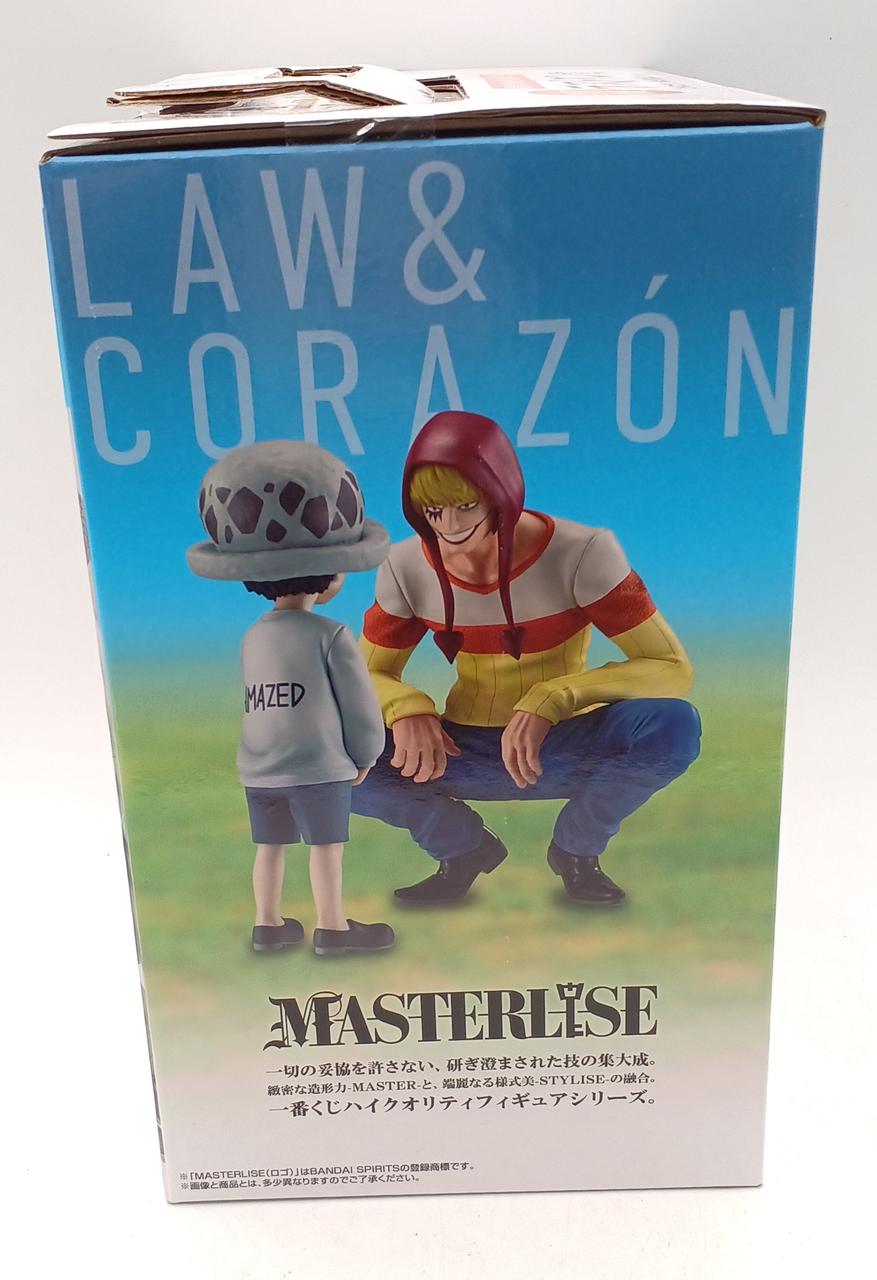 LAW&
CORAZÓN
MAZED
MASTERLISE
一切の妥協を許さない、研ぎ澄まされた技の集大成。
緻密な造形力-MASTER-と、端麗なる様式美-STYLISE-の融合。
一番くじハイクオリティフィギュアシリーズ。
※「MASTERLISE(ロゴ)」はBANDAI SPIRITSの登録商標です。
※画像と商品とは、多少異なりますのでご了承ください。